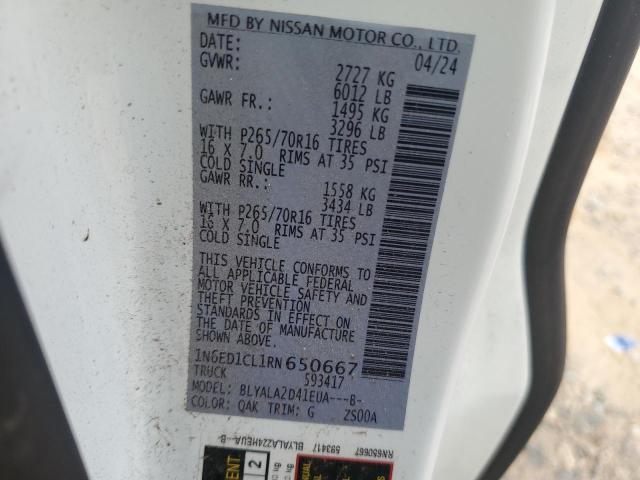 MFD BY NISSAN MOTOR CO., LTD.
DATE: 04/24
GVWR: 2727 KG
6012 LB
GAWR FR.: 1495 KG
3296 LB
WITH P265/70R16 TIRES
16 X 7.0 RIMS AT 35 PSI
COLD SINGLE
GAWR RR.: 1558 KG
3434 LB
WITH P265/70R16 TIRES
16 X 7.0 RIMS AT 35 PSI
COLD SINGLE
THIS VEHICLE CONFORMS TO
ALL APPLICABLE FEDERAL
MOTOR VEHICLE SAFETY AND
THEFT PREVENTION
STANDARDS IN EFFECT ON
THE DATE OF MANUFACTURE
SHOWN ABOVE.
1N6ED1CL1RN650667
TRUCK 593417
MODEL: BLYALA2D41EUA---B-
COLOR: QAK TRIM: G ZS00A
RN650667
593417
BLYALAZZ4HEUA--B
2